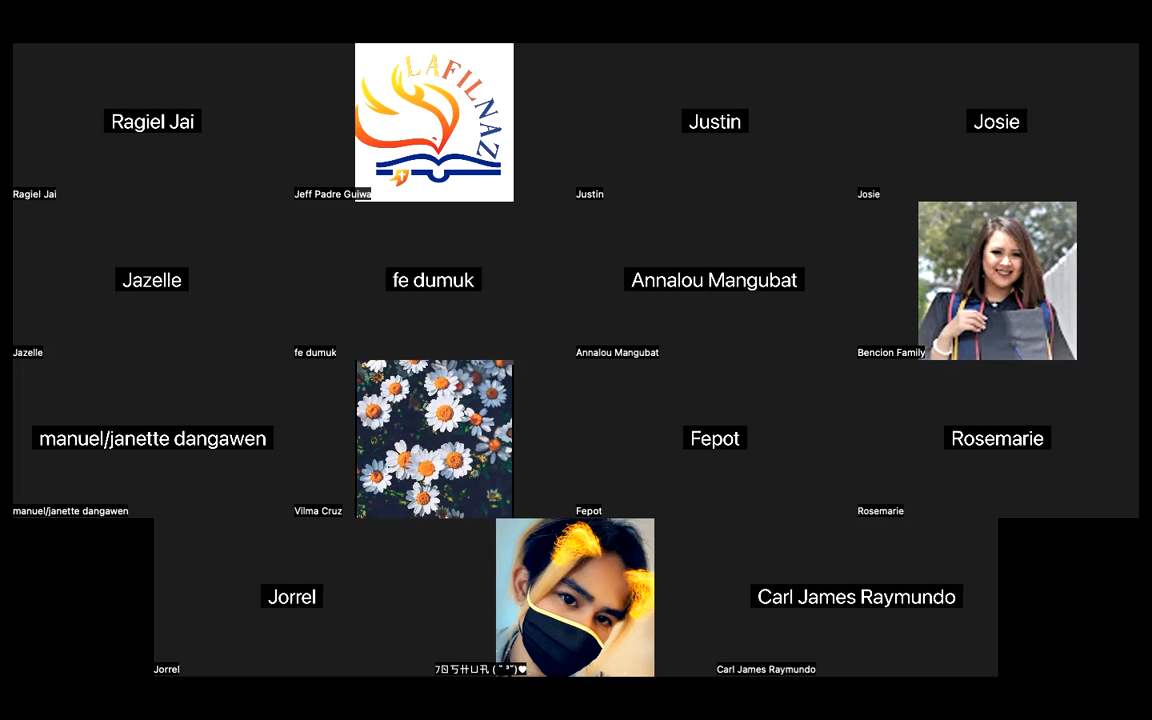 Ragiel Jai
Ragiel Jai
LAFILNAZ
Jeff Padre Guiwa
Justin
Justin
Josie
Josie
Jazelle
Jazelle
fe dumuk
fe dumuk
Annalou Mangubat
Annalou Mangubat
Bencion Family
manuel/janette dangawen
manuel/janette dangawen
Vilma Cruz
Fepot
Fepot
Rosemarie
Rosemarie
Jorrel
Jorrel
Carl James Raymundo
Carl James Raymundo